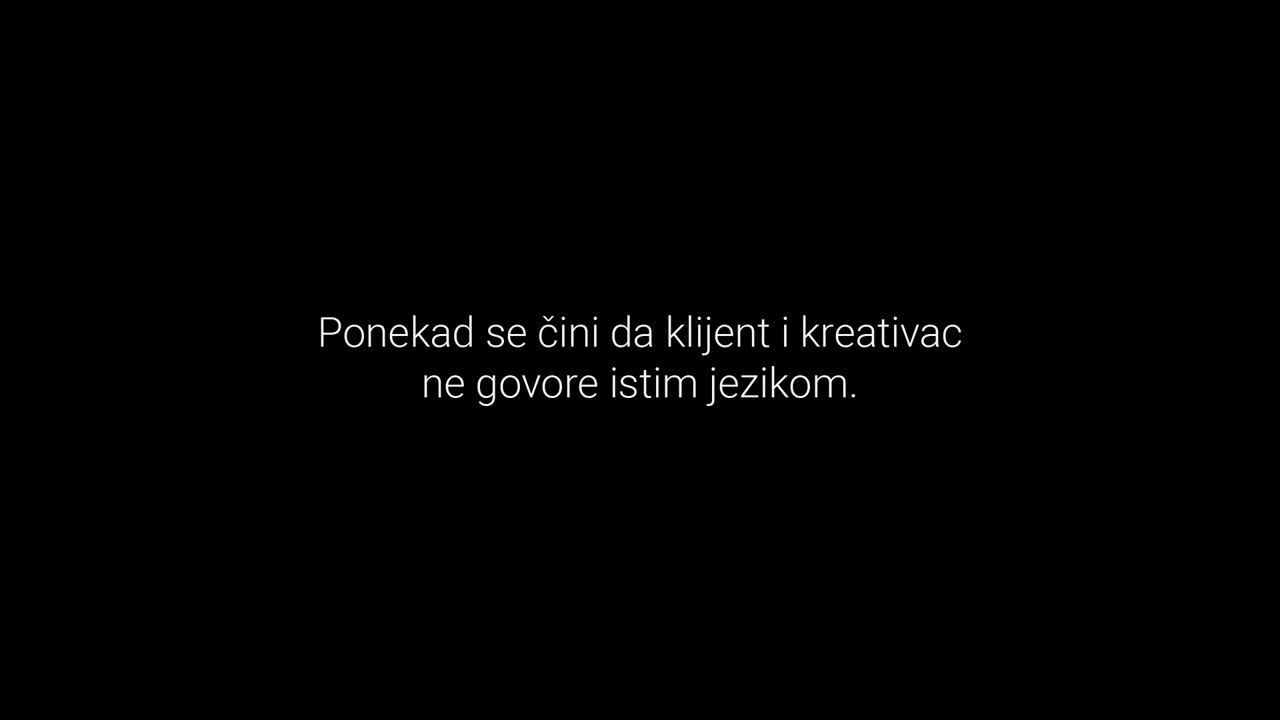 Ponekad se čini da klijent i kreativac
ne govore istim jezikom.